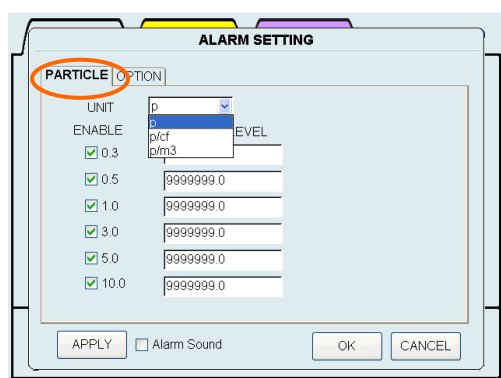 ALARM SETTING
PARTICLE OPTION
UNIT p
p
p/cf
p/m3
ENABLE EVEL
0.3
0.5 9999999.0
1.0 9999999.0
3.0 9999999.0
5.0 9999999.0
10.0 9999999.0
APPLY Alarm Sound OK CANCEL